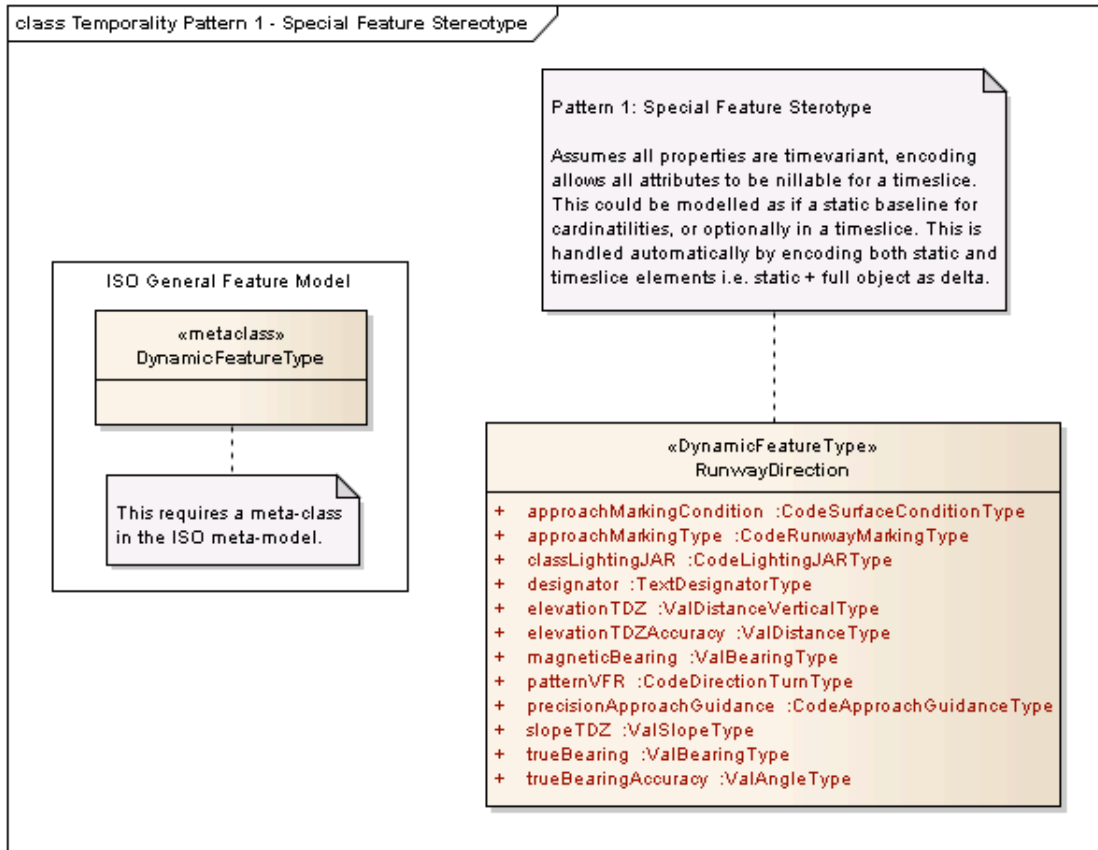 class Temporality Pattern 1 - Special Feature Stereotype
Pattern 1: Special Feature Sterotype
Assumes all properties are timevariant, encoding
allows all attributes to be nillable for a timeslice.
This could be modelled as if a static baseline for
cardinatilities, or optionally in a timeslice. This is
handled automatically by encoding both static and
timeslice elements i.e. static + full object as delta.
ISO General Feature Model
«metaclass»
DynamicFeatureType
This requires a meta-class
in the ISO meta-model.
«DynamicFeatureType»
RunwayDirection
+ approachMarkingCondition :CodeSurfaceConditionType
+ approachMarkingType :CodeRunwayMarkingType
+ classLightingJAR :CodeLightingJARType
+ designator :TextDesignatorType
+ elevationTDZ :ValDistanceVerticalType
+ elevationTDZAccuracy :ValDistanceType
+ magneticBearing :ValBearingType
+ patternVFR :CodeDirectionTurnType
+ precisionApproachGuidance :CodeApproachGuidanceType
+ slopeTDZ :ValSlopeType
+ trueBearing :ValBearingType
+ trueBearingAccuracy :ValAngleType